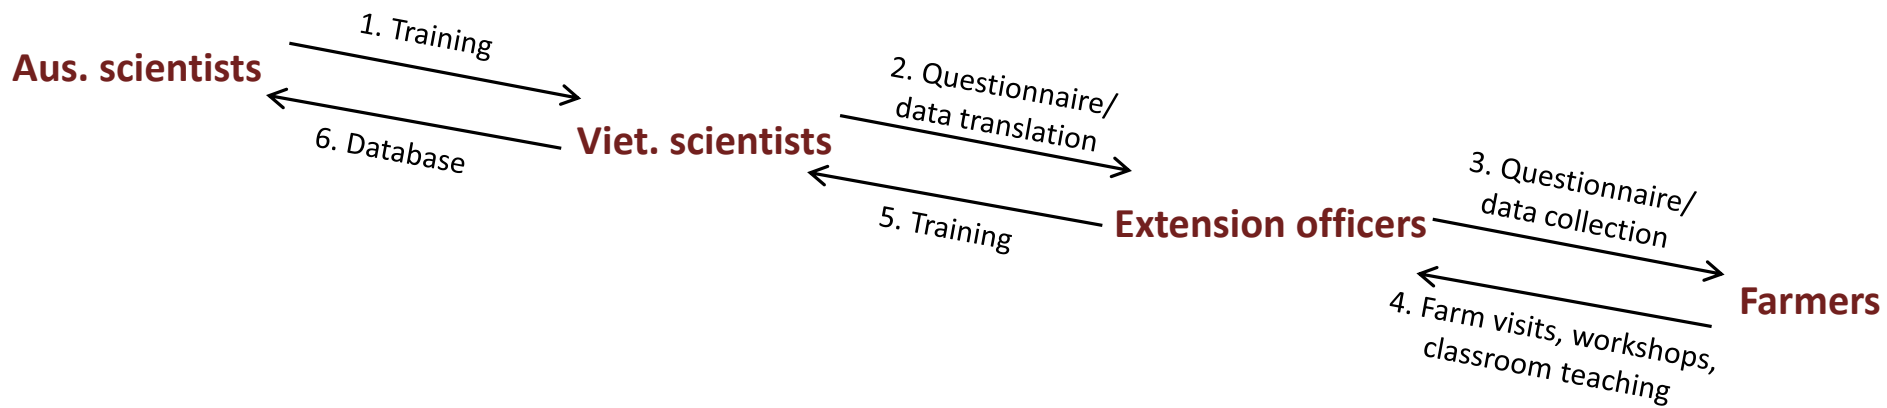 1. Training
Aus. scientists
6. Database
Viet. scientists
2. Questionnaire/
data translation
5. Training
Extension officers
3. Questionnaire/
data collection
4. Farm visits, workshops,
classroom teaching
Farmers